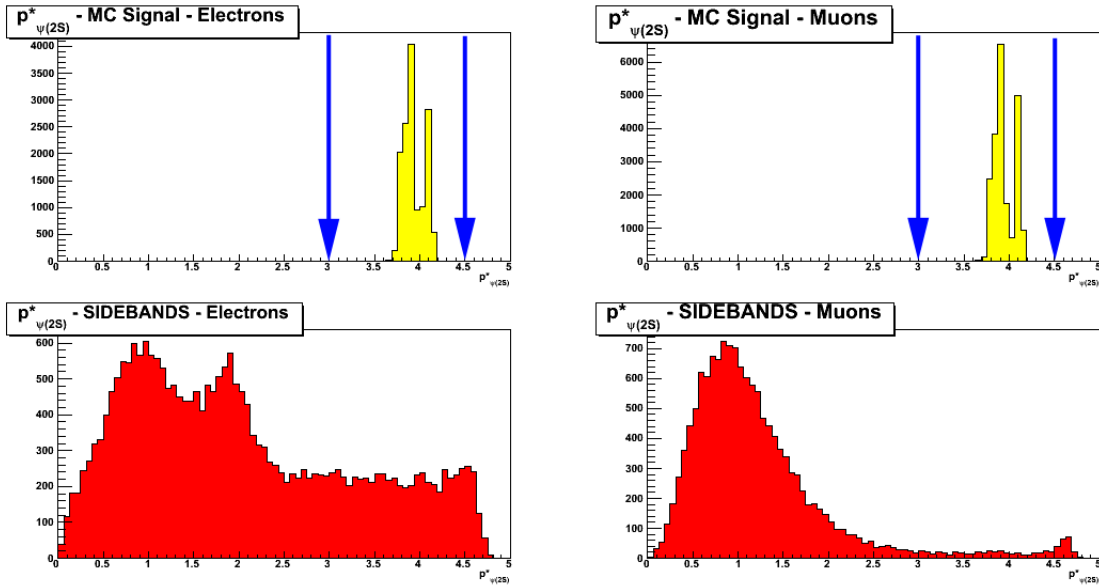 p*ψ(2S) - MC Signal - Electrons
4000
3500
3000
2500
2000
1500
1000
500
0
0 0.5 1 1.5 2 2.5 3 3.5 4 4.5 5
p*ψ(2S)
p*ψ(2S) - MC Signal - Muons
6000
5000
4000
3000
2000
1000
0
0 0.5 1 1.5 2 2.5 3 3.5 4 4.5 5
p*ψ(2S)
p*ψ(2S) - SIDEBANDS - Electrons
600
500
400
300
200
100
0
0 0.5 1 1.5 2 2.5 3 3.5 4 4.5 5
p*ψ(2S)
p*ψ(2S) - SIDEBANDS - Muons
700
600
500
400
300
200
100
0
0 0.5 1 1.5 2 2.5 3 3.5 4 4.5 5
p*ψ(2S)